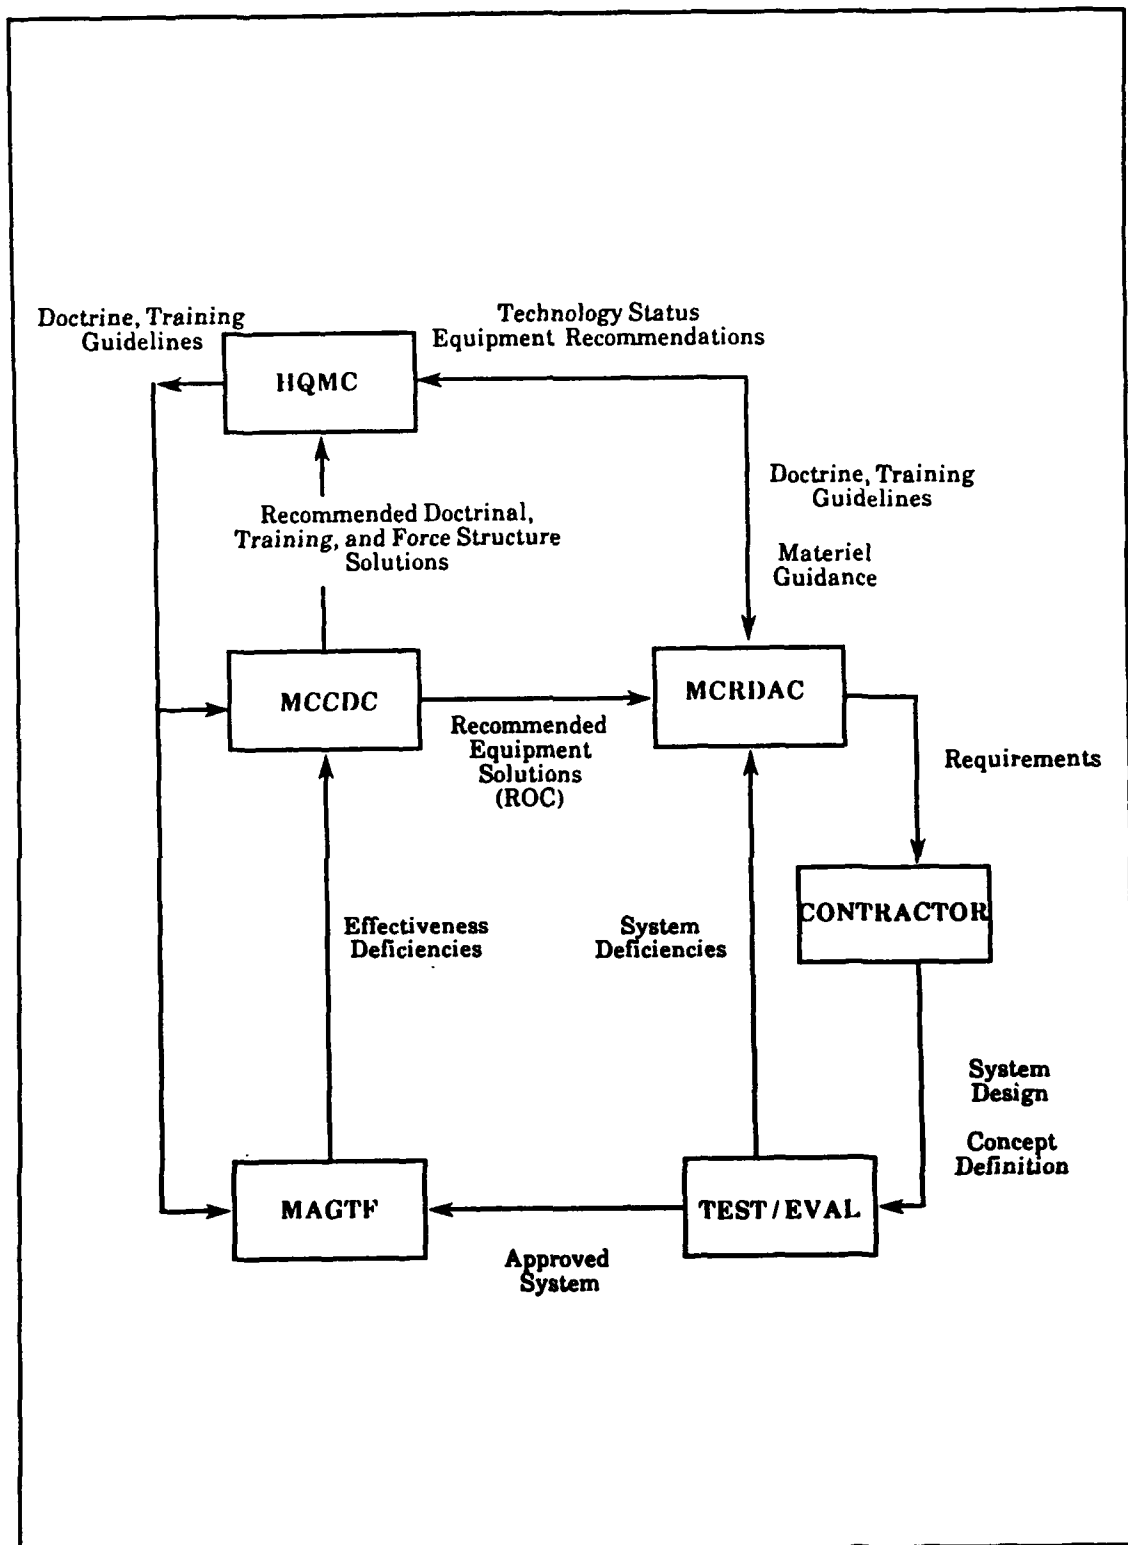 Doctrine, Training
Guidelines
Technology Status
Equipment Recommendations
HQMC
Doctrine, Training
Guidelines
Materiel
Guidance
Recommended Doctrinal,
Training, and Force Structure
Solutions
MCCDC
MCRDAC
Recommended
Equipment
Solutions
(ROC)
Requirements
CONTRACTOR
Effectiveness
Deficiencies
System
Deficiencies
System
Design
Concept
Definition
MAGTF
TEST/EVAL
Approved
System